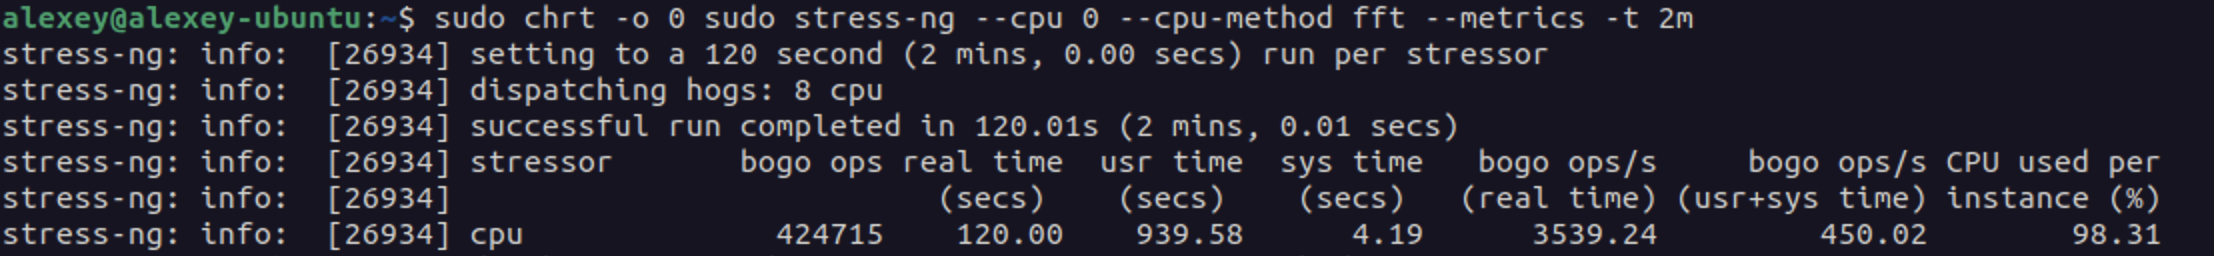 alexey@alexey-ubuntu:~$ sudo chrt -o 0 sudo stress-ng --cpu 0 --cpu-method fft --metrics -t 2m
stress-ng: info:  [26934] setting to a 120 second (2 mins, 0.00 secs) run per stressor
stress-ng: info:  [26934] dispatching hogs: 8 cpu
stress-ng: info:  [26934] successful run completed in 120.01s (2 mins, 0.01 secs)
stress-ng: info:  [26934] stressor       bogo ops real time  usr time  sys time   bogo ops/s     bogo ops/s CPU used per
stress-ng: info:  [26934]                           (secs)    (secs)    (secs)   (real time) (usr+sys time) instance (%)
stress-ng: info:  [26934] cpu              424715    120.00    939.58      4.19      3539.24         450.02        98.31